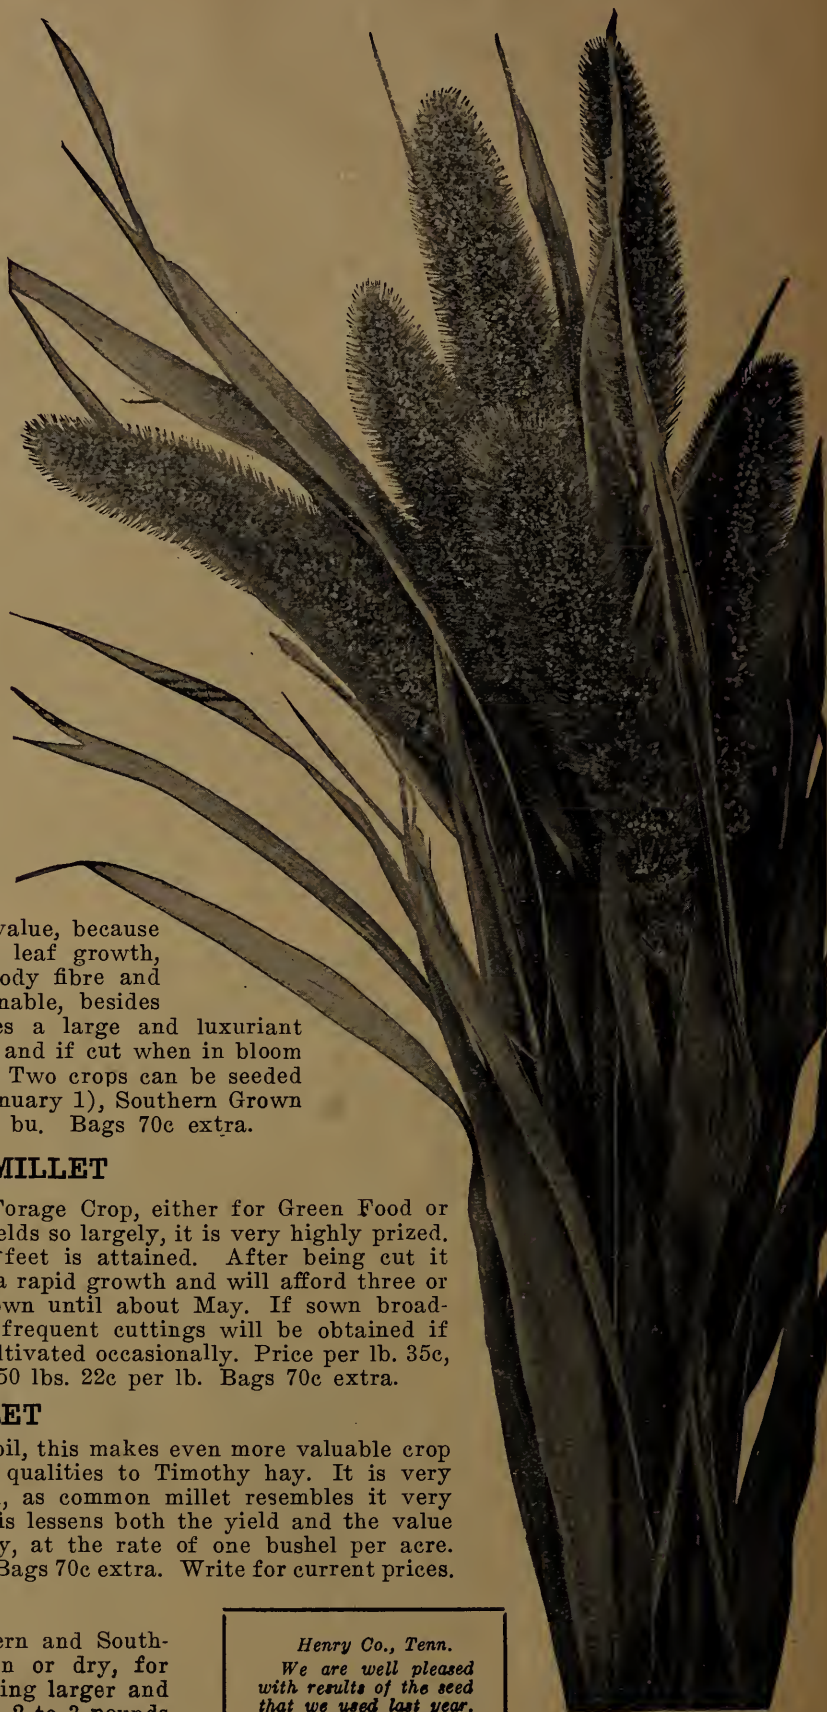 value, because
leaf growth,
ody fibre and
nable, besides
es a large and luxuriant
and if cut when in bloom
Two crops can be seeded
nuary 1), Southern Grown
bu. Bags 70c extra.
MILLET
Forage Crop, either for Green Food or
elds so largely, it is very highly prized.
feet is attained. After being cut it
a rapid growth and will afford three or
own until about May. If sown broad-
frequent cuttings will be obtained if
ltivated occasionally. Price per lb. 35c,
50 lbs. 22c per lb. Bags 70c extra.
ET
oil, this makes even more valuable crop
qualities to Timothy hay. It is very
, as common millet resembles it very
is lessens both the yield and the value
y, at the rate of one bushel per acre.
Bags 70c extra. Write for current prices.
ern and South-
n or dry, for
ing larger and
2 to 3 pounds
Henry Co., Tenn.
We are well pleased
with results of the seed
that we used last year.